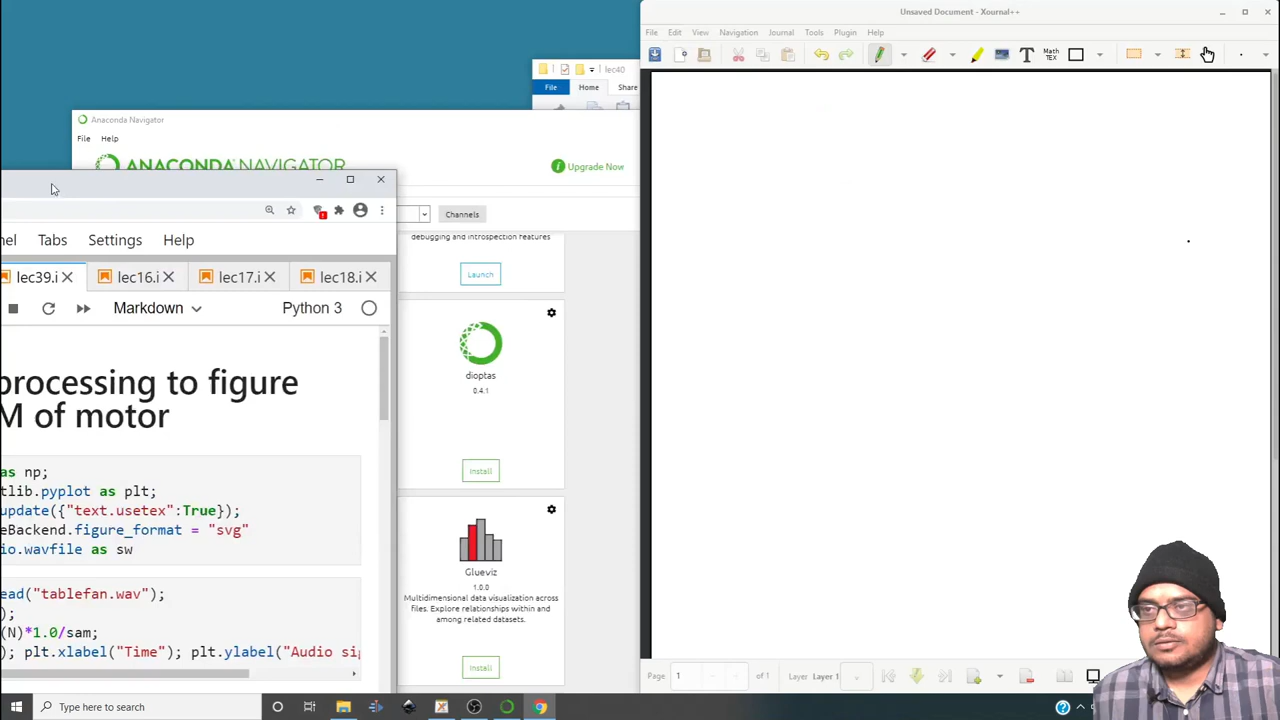 Unsaved Document - Xournal++
File Edit View Navigation Journal Tools Plugin Help
lec40
File Home Share
Anaconda Navigator
File Help
ANACONDA NAVIGATOR
Upgrade Now
Channels
debugging and introspection features
Launch
dioptas
0.4.1
Install
Glueviz
1.0.0
Multidimensional data visualization across
files. Explore relationships within and
among related datasets.
Install
nel Tabs Settings Help
lec39.i lec16.i lec17.i lec18.i
Markdown Python 3
processing to figure
M of motor
as np;
tlib.pyplot as plt;
update({"text.usetex":True});
eBackend.figure_format = "svg"
io.wavfile as sw
ead("tablefan.wav");
);
(N)*1.0/sam;
); plt.xlabel("Time"); plt.ylabel("Audio si
Page 1 of 1 Layer Layer 1
Type here to search